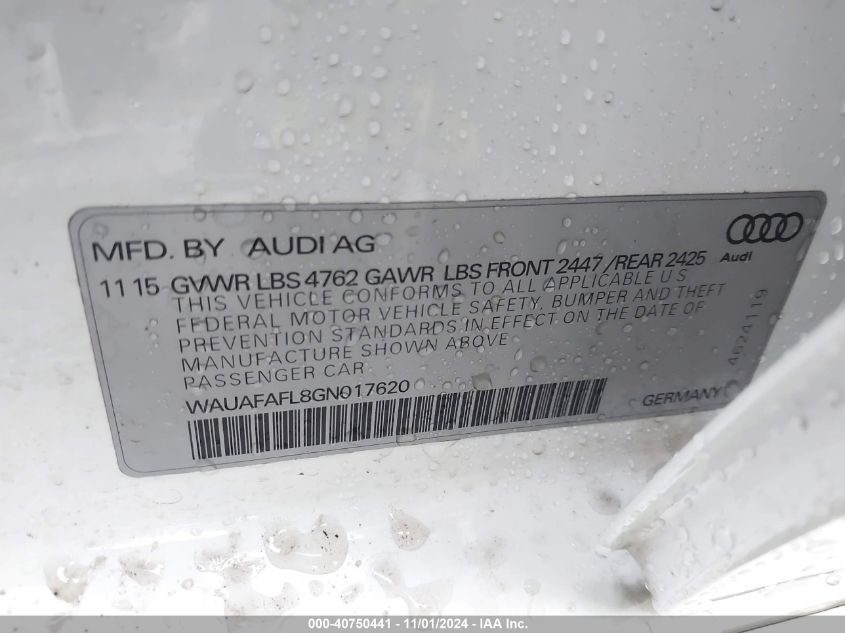 MFD. BY AUDI AG
Audi
11 15 GVWR LBS 4762 GAWR LBS FRONT 2447 / REAR 2425
THIS VEHICLE CONFORMS TO ALL APPLICABLE U S
FEDERAL MOTOR VEHICLE SAFETY, BUMPER AND THEFT
PREVENTION STANDARDS IN EFFECT ON THE DATE OF
MANUFACTURE SHOWN ABOVE
PASSENGER CAR
4624119
WAUAFAFL8GN017620
GERMANY
000-40750441 - 11/01/2024 - IAA Inc.